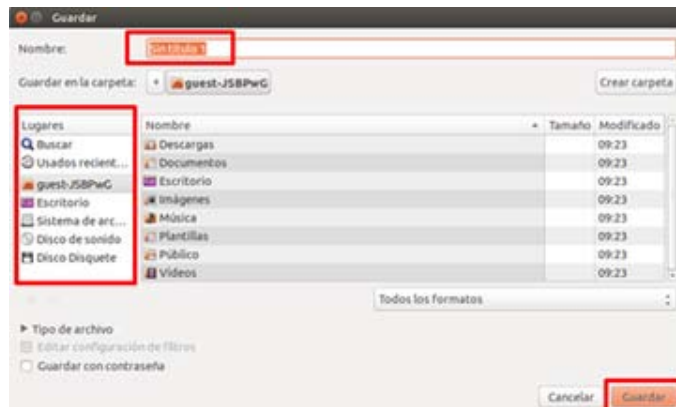 Guardar
Nombre: Sin título 1
Guardar en la carpeta: guest-JSBPwG Crear carpeta
Lugares Nombre Tamaño Modificado
Buscar Descargas 09:23
Usados recient... Documentos 09:23
guest-JSBPwG Escritorio 09:23
Escritorio Imágenes 09:23
Sistema de arc... Música 09:23
Disco de sonido Plantillas 09:23
Disco Disquete Público 09:23
Vídeos 09:23
Todos los formatos
Tipo de archivo
Editar configuración de filtros
Guardar con contraseña
Cancelar Guardar